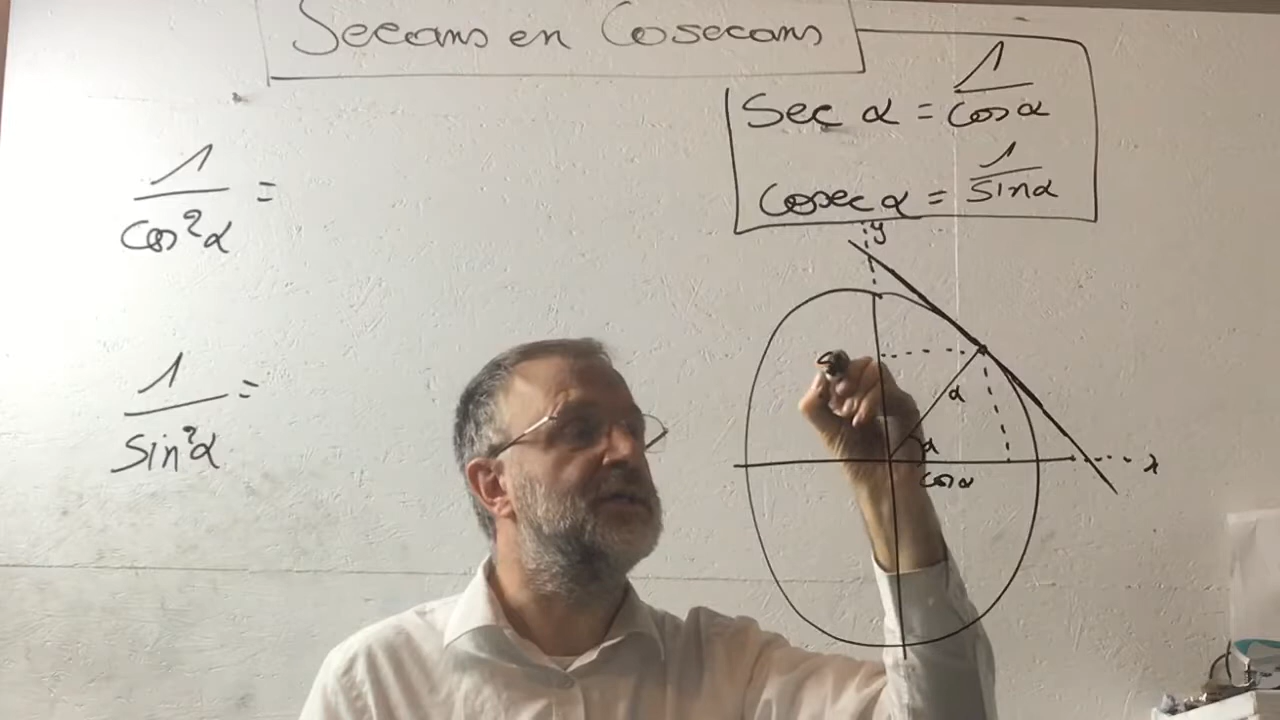 Secans en Cosecans
Sec α = 1/cos α
Cosec α = 1/sin α
1/cos²α =
1/sin²α =
y
α
α
cos α
x